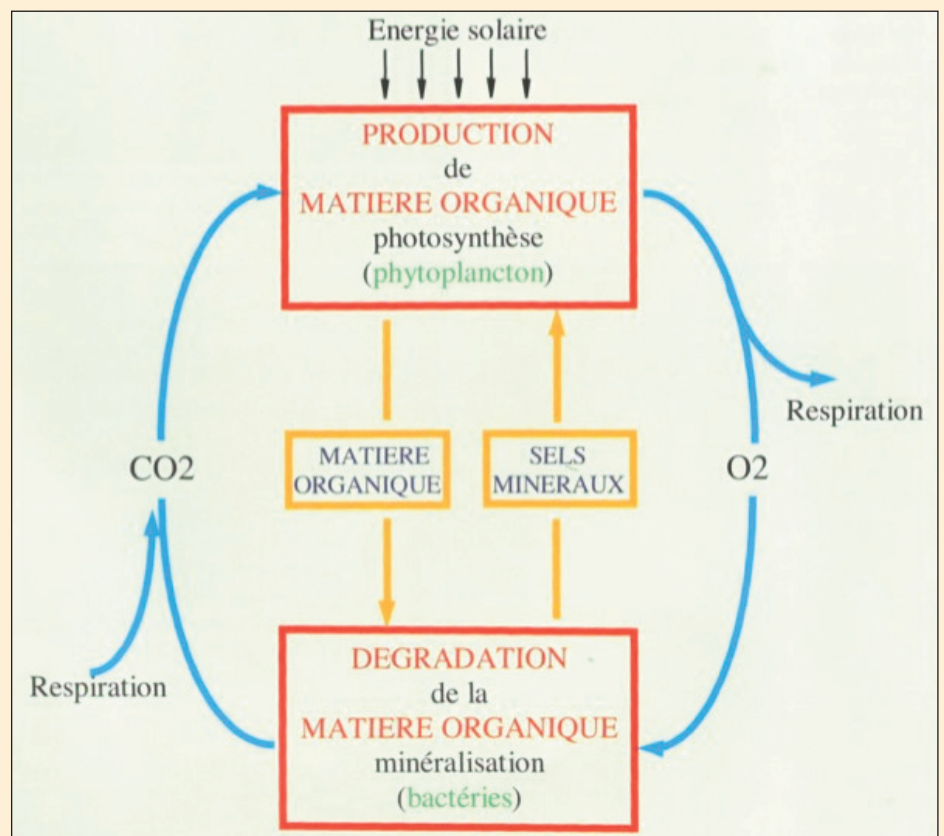 Energie solaire
PRODUCTION
de
MATIERE ORGANIQUE
photosynthèse
(phytoplancton)
Respiration
MATIERE
ORGANIQUE
SELS
MINERAUX
CO2
O2
Respiration
DEGRADATION
de la
MATIERE ORGANIQUE
minéralisation
(bactéries)